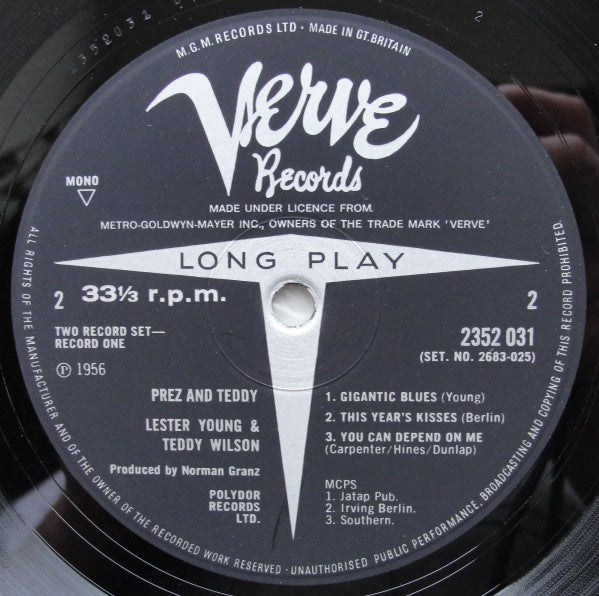 2352031
2
M.G.M. RECORDS LTD · MADE IN GT. BRITAIN
Verve
Records
MONO
MADE UNDER LICENCE FROM.
METRO-GOLDWYN-MAYER INC., OWNERS OF THE TRADE MARK 'VERVE'
LONG PLAY
2 33⅓ r.p.m. 2
TWO RECORD SET—
RECORD ONE
℗ 1956
2352 031
(SET. NO. 2683-025)
PREZ AND TEDDY
LESTER YOUNG &
TEDDY WILSON
Produced by Norman Granz
POLYDOR
RECORDS
LTD.
1. GIGANTIC BLUES (Young)
2. THIS YEAR'S KISSES (Berlin)
3. YOU CAN DEPEND ON ME
(Carpenter/Hines/Dunlap)
MCPS
1. Jatap Pub.
2. Irving Berlin.
3. Southern.
ALL RIGHTS OF THE MANUFACTURER AND OF THE OWNER OF THE RECORDED WORK RESERVED — UNAUTHORISED PUBLIC PERFORMANCE, BROADCASTING AND COPYING OF THIS RECORD PROHIBITED.